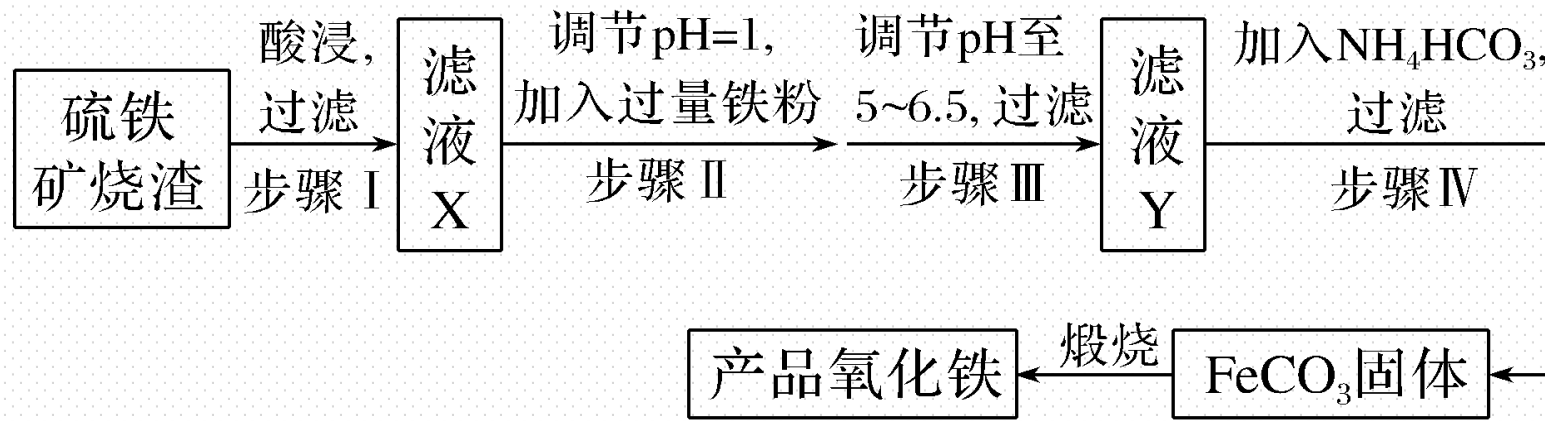 硫铁
矿烧渣
酸浸,
过滤
步骤Ⅰ
滤
液
X
调节pH=1,
加入过量铁粉
步骤Ⅱ
调节pH至
5~6.5, 过滤
步骤Ⅲ
滤
液
Y
加入NH₄HCO₃,
过滤
步骤Ⅳ
产品氧化铁
煅烧
FeCO₃固体